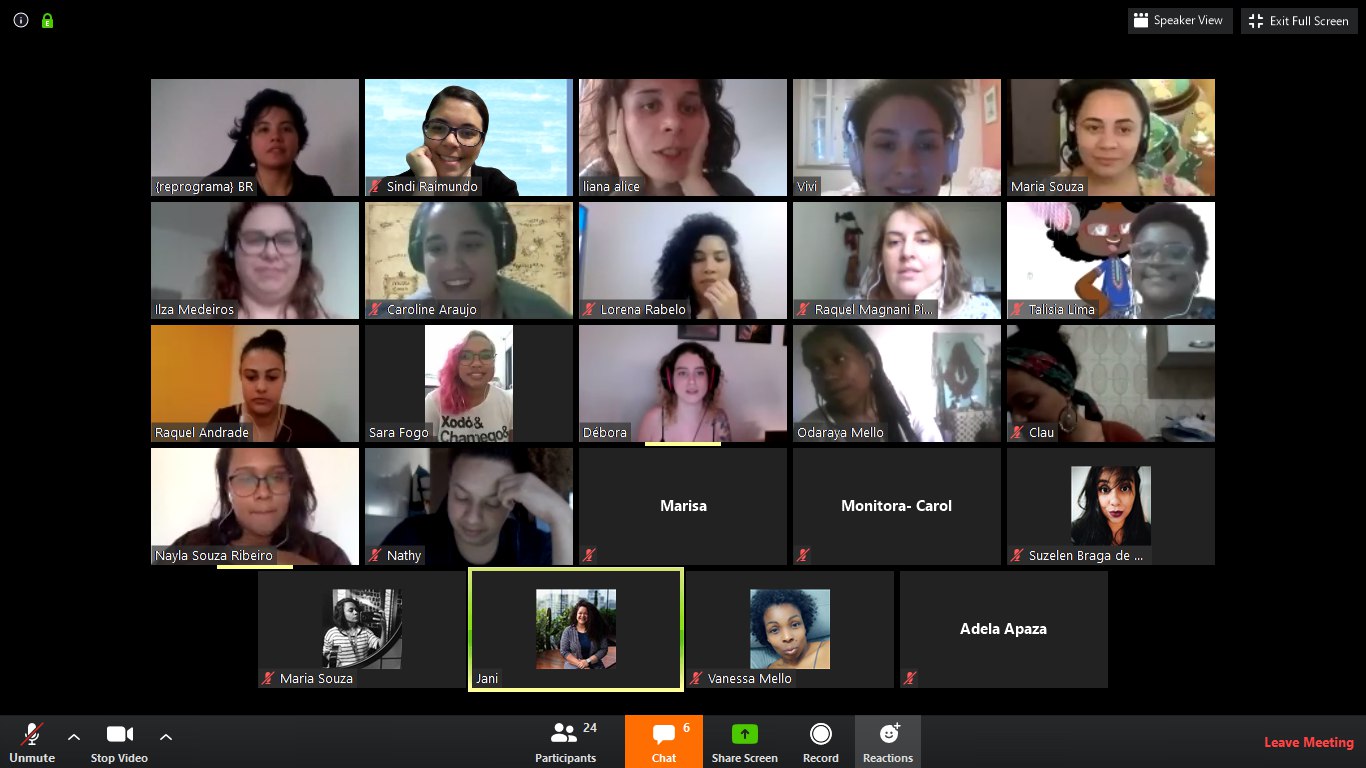 Speaker View
Exit Full Screen
{reprograma} BR
Sindi Raimundo
liana alice
Vivi
Maria Souza
Ilza Medeiros
Caroline Araujo
Lorena Rabelo
Raquel Magnani Pi...
Talisia Lima
Raquel Andrade
Xodó&
Chamego&
Sara Fogo
Débora
Odaraya Mello
Clau
Nayla Souza Ribeiro
Nathy
Marisa
Monitora- Carol
Suzelen Braga de ...
Maria Souza
Jani
Vanessa Mello
Adela Apaza
Unmute
Stop Video
24
Participants
6
Chat
Share Screen
Record
Reactions
Leave Meeting